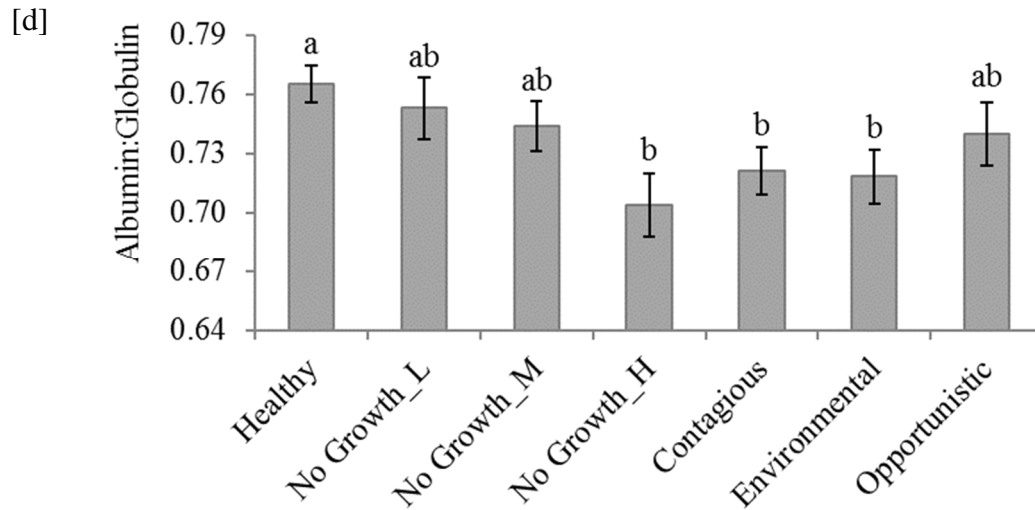 [d]
Albumin:Globulin
0.79
0.76
0.73
0.70
0.67
0.64
a
ab
ab
b
b
b
ab
Healthy
No Growth_L
No Growth_M
No Growth_H
Contagious
Environmental
Opportunistic